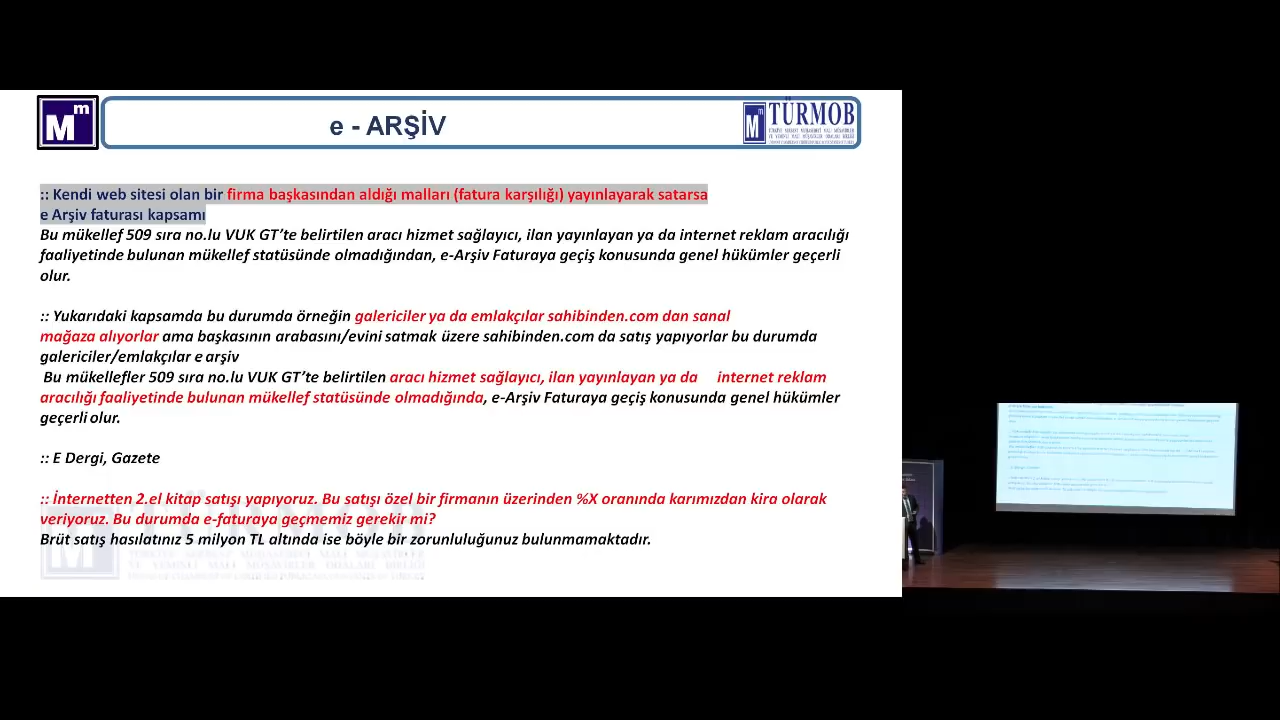 Mm
e - ARŞİV
Mm TÜRMOB
:: Kendi web sitesi olan bir firma başkasından aldığı malları (fatura karşılığı) yayınlayarak satarsa
e Arşiv faturası kapsamı
Bu mükellef 509 sıra no.lu VUK GT’te belirtilen aracı hizmet sağlayıcı, ilan yayınlayan ya da internet reklam aracılığı
faaliyetinde bulunan mükellef statüsünde olmadığından, e-Arşiv Faturaya geçiş konusunda genel hükümler geçerli
olur.
:: Yukarıdaki kapsamda bu durumda örneğin galericiler ya da emlakçılar sahibinden.com dan sanal
mağaza alıyorlar ama başkasının arabasını/evini satmak üzere sahibinden.com da satış yapıyorlar bu durumda
galericiler/emlakçılar e arşiv
Bu mükellefler 509 sıra no.lu VUK GT’te belirtilen aracı hizmet sağlayıcı, ilan yayınlayan ya da internet reklam
aracılığı faaliyetinde bulunan mükellef statüsünde olmadığında, e-Arşiv Faturaya geçiş konusunda genel hükümler
geçerli olur.
:: E Dergi, Gazete
:: İnternetten 2.el kitap satışı yapıyoruz. Bu satışı özel bir firmanın üzerinden %X oranında karımızdan kira olarak
veriyoruz. Bu durumda e-faturaya geçmemiz gerekir mi?
Brüt satış hasılatınız 5 milyon TL altında ise böyle bir zorunluluğunuz bulunmamaktadır.